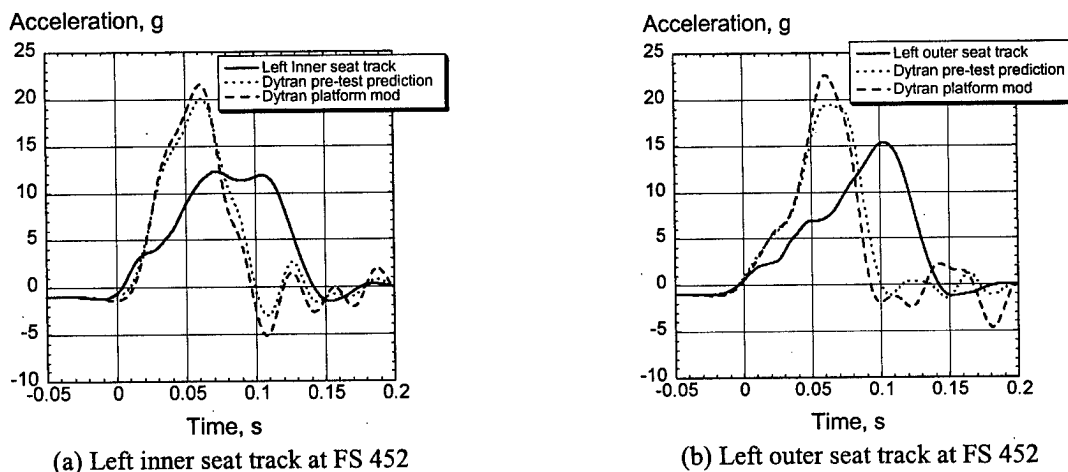 Acceleration, g
25
20
15
10
5
0
-5
-10
-0.05 0 0.05 0.1 0.15 0.2
Time, s
Left Inner seat track
Dytran pre-test prediction
Dytran platform mod
(a) Left inner seat track at FS 452
Acceleration, g
25
20
15
10
5
0
-5
-10
-0.05 0 0.05 0.1 0.15 0.2
Time, s
Left outer seat track
Dytran pre-test prediction
Dytran platform mod
(b) Left outer seat track at FS 452